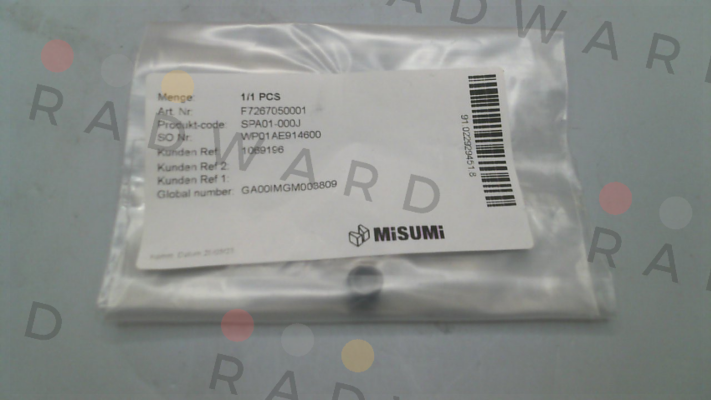 Menge: 1/1 PCS
Art. Nr: F7267050001
Produkt-code: SPA01-000J
SO Nr: WP01AE914600
Kunden Ref: 1089196
Kunden Ref 2:
Kunden Ref 1:
Global number: GA00IMGM003809
MiSUMi
RADWARD
RADWARD
RADWARD
D
RADWARD